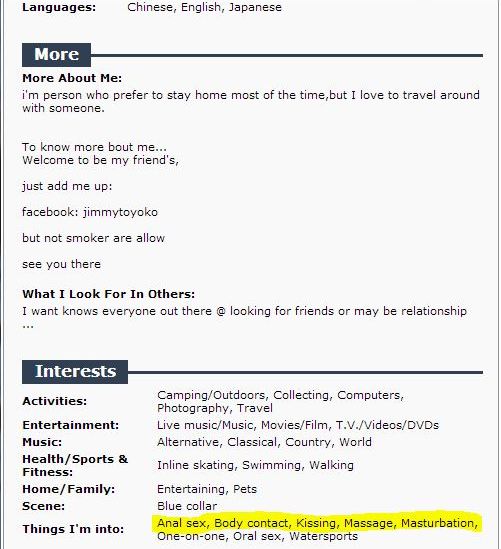 Languages: Chinese, English, Japanese
More
More About Me:
i'm person who prefer to stay home most of the time,but I love to travel around
with someone.
To know more bout me...
Welcome to be my friend's,
just add me up:
facebook: jimmytoyoko
but not smoker are allow
see you there
What I Look For In Others:
I want knows everyone out there @ looking for friends or may be relationship
...
Interests
Activities: Camping/Outdoors, Collecting, Computers,
Photography, Travel
Entertainment: Live music/Music, Movies/Film, T.V./Videos/DVDs
Music: Alternative, Classical, Country, World
Health/Sports &
Fitness: Inline skating, Swimming, Walking
Home/Family: Entertaining, Pets
Scene: Blue collar
Things I'm into: Anal sex, Body contact, Kissing, Massage, Masturbation,
One-on-one, Oral sex, Watersports